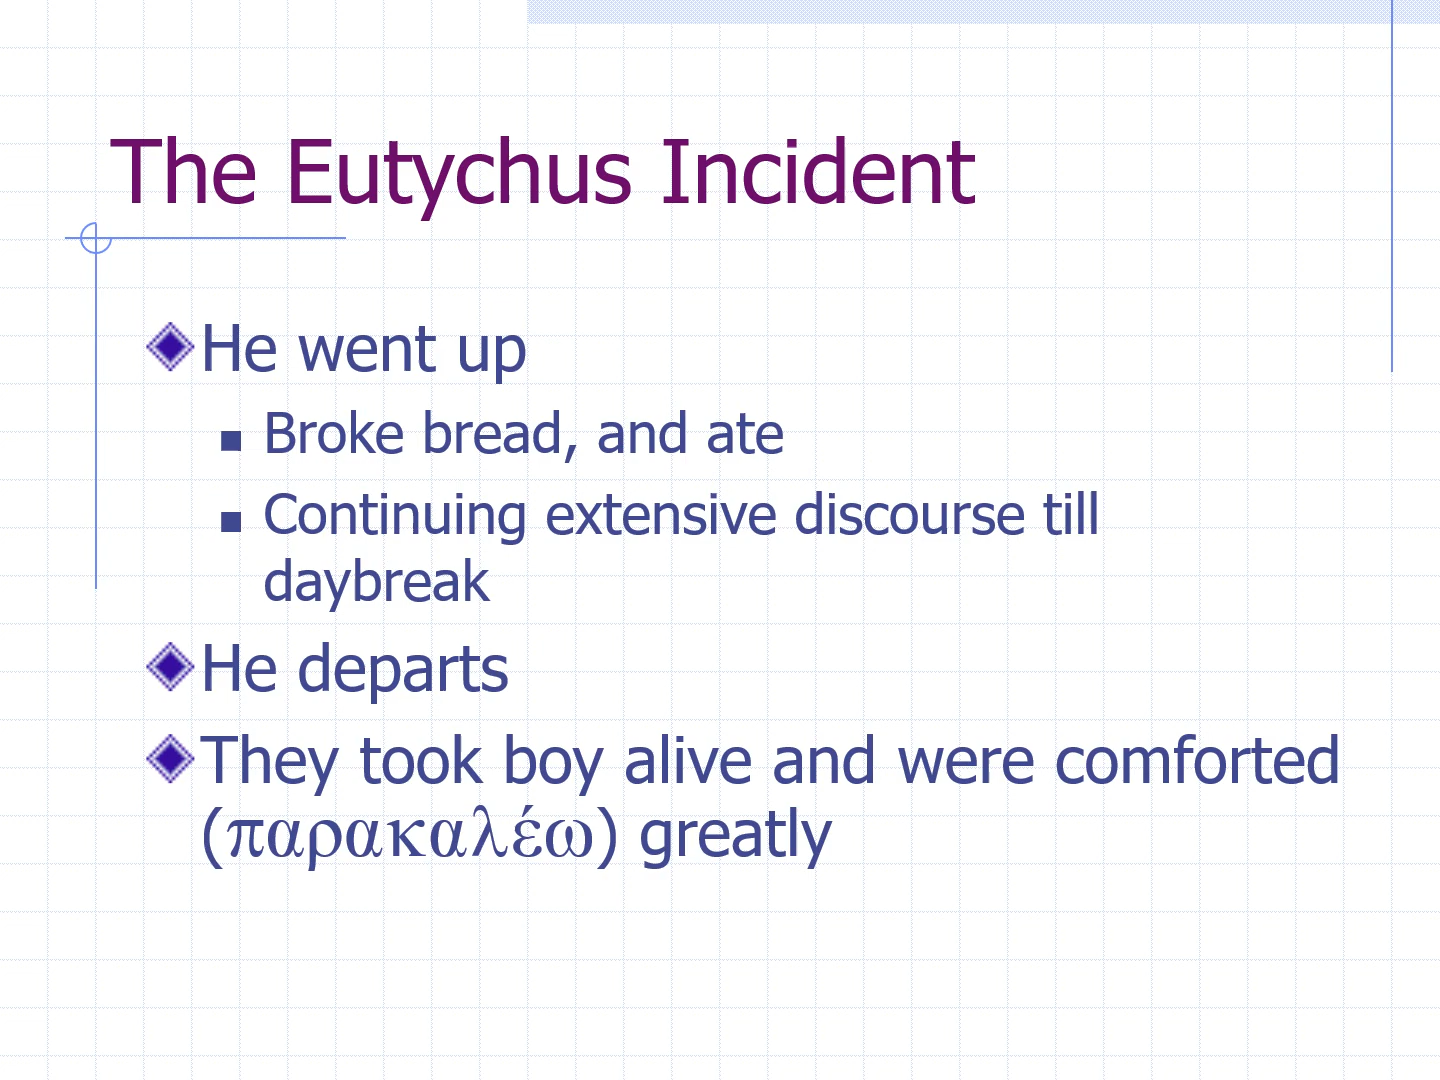 The Eutychus Incident
He went up
Broke bread, and ate
Continuing extensive discourse till
daybreak
He departs
They took boy alive and were comforted
(παρακαλέω) greatly